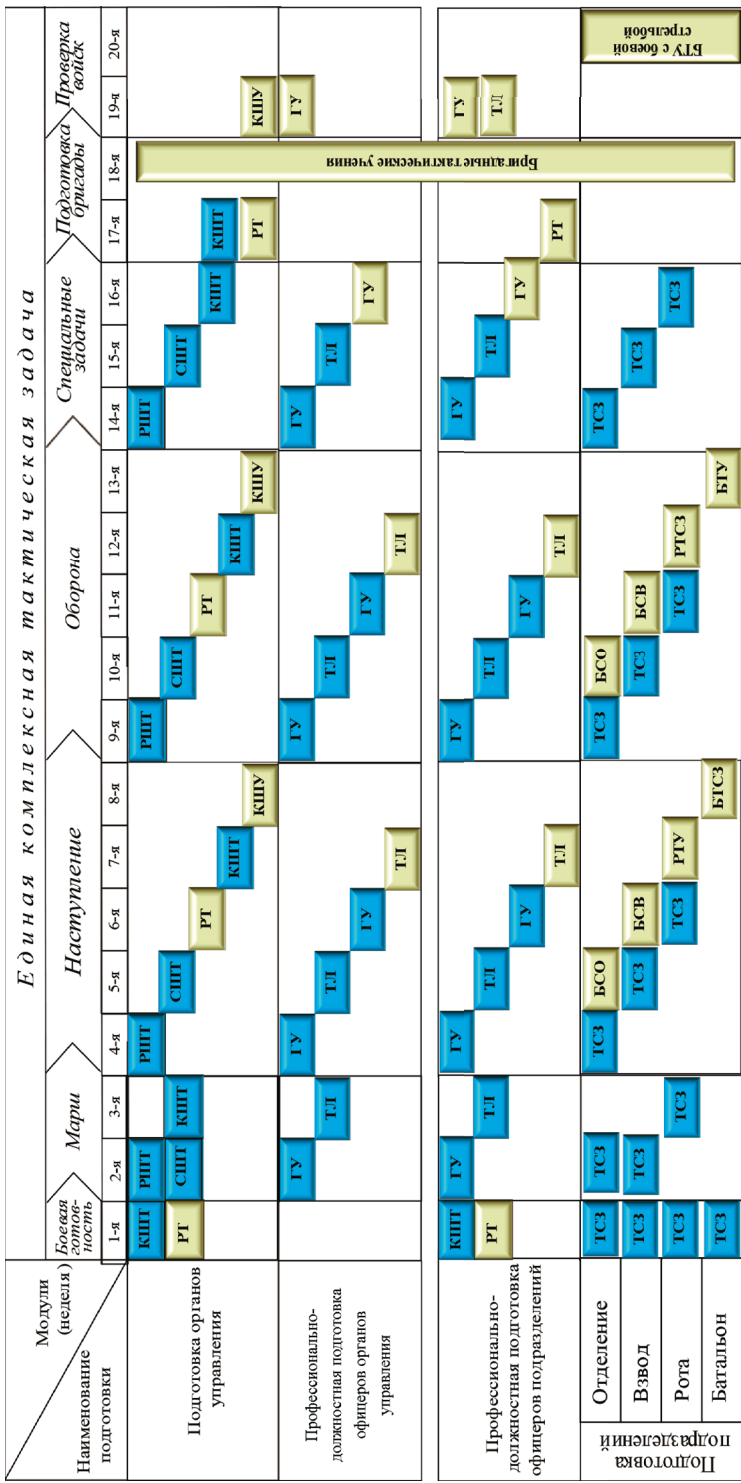 Единая комплексная тактическая задача
Модули
(неделя)
Наименование
подготовки
Боевая
готов-
ность
Марш
Наступление
Оборона
Специальные
задачи
Подготовка
бригады
Проверка
войск
1-я 2-я 3-я 4-я 5-я 6-я 7-я 8-я 9-я 10-я 11-я 12-я 13-я 14-я 15-я 16-я 17-я 18-я 19-я 20-я
Подготовка органов
управления
КШТ РШТ РШТ РШТ РШТ
РТ СШТ КШТ СШТ СШТ СШТ
РТ РТ КШТ КШТ
КШТ КШТ
КШУ КШУ РТ КШУ
Бригадные тактические учения
Профессионально-
должностная подготовка
офицеров органов
управления
ГУ ГУ ГУ ГУ ГУ
ТЛ ТЛ ТЛ ТЛ
ГУ ГУ ГУ
ТЛ ТЛ
Профессионально-
должностная подготовка
офицеров подразделений
КШТ ГУ ГУ ГУ ГУ ГУ
РТ ТЛ ТЛ ТЛ ТЛ ТЛ
ГУ ГУ ГУ
ТЛ ТЛ РТ
Подготовка
подразделений
Отделение
ТСЗ ТСЗ ТСЗ БСО ТСЗ БСО ТСЗ
Взвод
ТСЗ ТСЗ ТСЗ БСВ ТСЗ БСВ ТСЗ
Рота
ТСЗ ТСЗ ТСЗ РТУ ТСЗ РТСЗ ТСЗ
Батальон
ТСЗ БТСЗ БТУ
БТУ с боевой
стрельбой